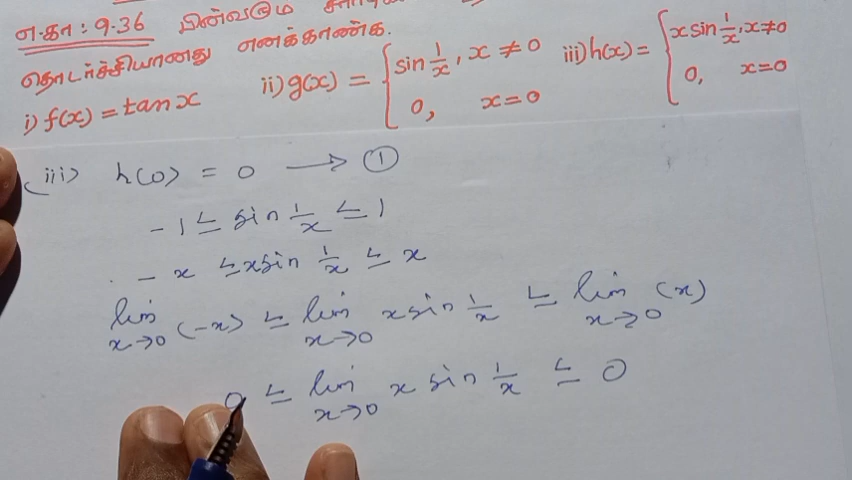 எ.கா : 9.36 பின்வரும்
தொடர்ச்சியானது எனக்காண்க.
i) f(x) = tan x ii) g(x) = { sin 1/x, x ≠ 0 iii) h(x) = { x sin 1/x, x ≠ 0
0, x = 0 0, x = 0
(iii) h(0) = 0 → ①
-1 ≤ sin 1/x ≤ 1
- x ≤ x sin 1/x ≤ x
lim x→0 (-x) ≤ lim x→0 x sin 1/x ≤ lim x→0 (x)
0 ≤ lim x→0 x sin 1/x ≤ 0